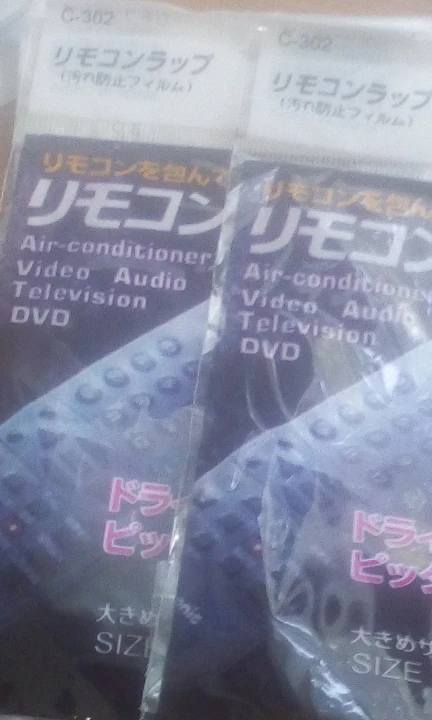 C-302
リモコンラップ
(汚れ防止フィルム)
リモコンを包んで
リモコン
Air-conditioner
Video Audio
Television
DVD
ドラ
ピッ
大きめ
SIZE
C-302
リモコンラップ
(汚れ防止フィルム)
リモコンを包ん
リモコン
Air-conditione
Video Audio
Television
DVD
ドライ
ピッタ
大きめサ
SIZE